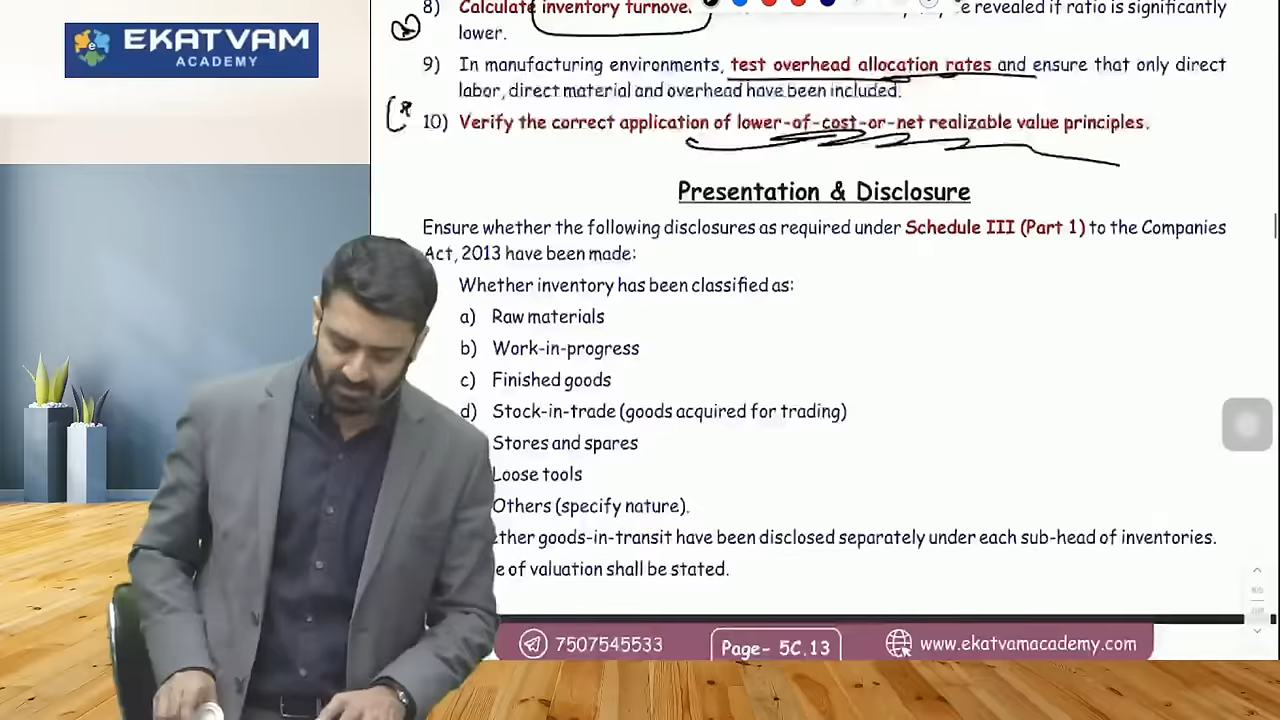 8) Calculate inventory turnove. e revealed if ratio is significantly
EKATVAM
ACADEMY
lower.
9) In manufacturing environments, test overhead allocation rates and ensure that only direct
labor, direct material and overhead have been included.
10) Verify the correct application of lower-of-cost-or-net realizable value principles.
Presentation & Disclosure
Ensure whether the following disclosures as required under Schedule III (Part 1) to the Companies
Act, 2013 have been made:
Whether inventory has been classified as:
a) Raw materials
b) Work-in-progress
c) Finished goods
d) Stock-in-trade (goods acquired for trading)
Stores and spares
Loose tools
Others (specify nature).
ether goods-in-transit have been disclosed separately under each sub-head of inventories.
e of valuation shall be stated.
7507545533
Page- 5C.13
www.ekatvamacademy.com